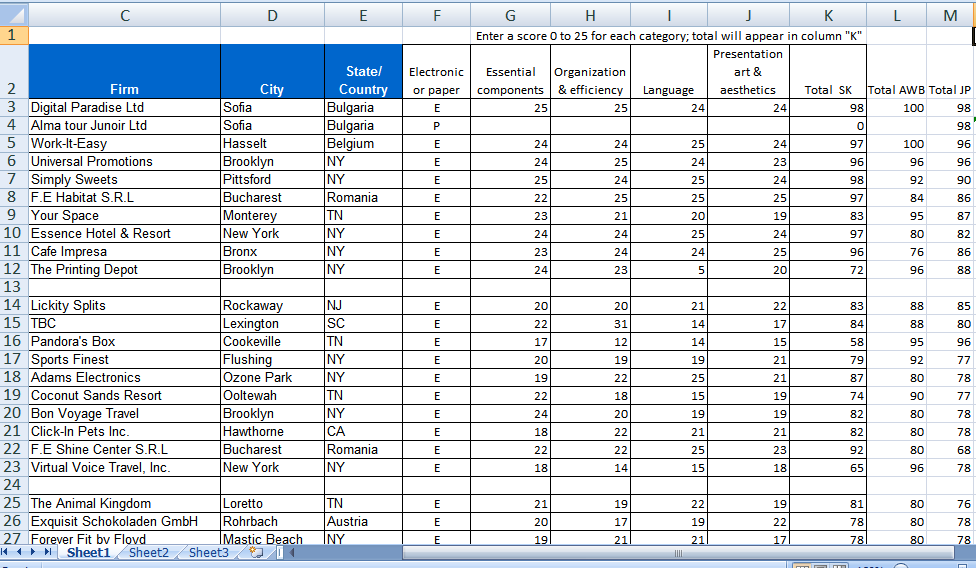 C D E F G H I J K L M
1 Enter a score 0 to 25 for each category; total will appear in column "K"
2 Firm City State/ Country Electronic or paper Essential components Organization & efficiency Language Presentation art & aesthetics Total SK Total AWB Total JP
3 Digital Paradise Ltd Sofia Bulgaria E 25 25 24 24 98 100 98
4 Alma tour Junoir Ltd Sofia Bulgaria P 0 98
5 Work-It-Easy Hasselt Belgium E 24 24 25 24 97 100 96
6 Universal Promotions Brooklyn NY E 24 25 24 23 96 96 96
7 Simply Sweets Pittsford NY E 25 24 25 24 98 92 90
8 F.E Habitat S.R.L Bucharest Romania E 22 25 25 25 97 84 86
9 Your Space Monterey TN E 23 21 20 19 83 95 87
10 Essence Hotel & Resort New York NY E 24 24 25 24 97 80 82
11 Cafe Impresa Bronx NY E 23 24 24 25 96 76 86
12 The Printing Depot Brooklyn NY E 24 23 5 20 72 96 88
13
14 Lickity Splits Rockaway NJ E 20 20 21 22 83 88 85
15 TBC Lexington SC E 22 31 14 17 84 88 80
16 Pandora's Box Cookeville TN E 17 12 14 15 58 95 96
17 Sports Finest Flushing NY E 20 19 19 21 79 92 77
18 Adams Electronics Ozone Park NY E 19 22 25 21 87 80 78
19 Coconut Sands Resort Ooltewah TN E 22 18 15 19 74 90 77
20 Bon Voyage Travel Brooklyn NY E 24 20 19 19 82 80 78
21 Click-In Pets Inc. Hawthorne CA E 18 22 21 21 82 80 78
22 F.E Shine Center S.R.L Bucharest Romania E 22 22 25 23 92 80 68
23 Virtual Voice Travel, Inc. New York NY E 18 14 15 18 65 96 78
24
25 The Animal Kingdom Loretto TN E 21 19 22 19 81 80 76
26 Exquisit Schokoladen GmbH Rohrbach Austria E 20 17 19 22 78 80 78
27 Forever Fit by Floyd Mastic Beach NY E 19 21 21 17 78 80 78
Sheet1 Sheet2 Sheet3